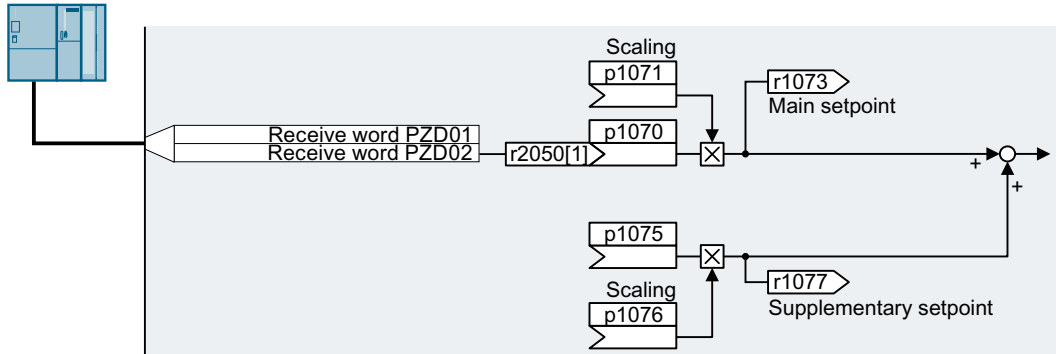 Scaling
p1071
r1073
Main setpoint
Receive word PZD01
p1070
Receive word PZD02
r2050[1]
+
+
p1075
r1077
Scaling
Supplementary setpoint
p1076